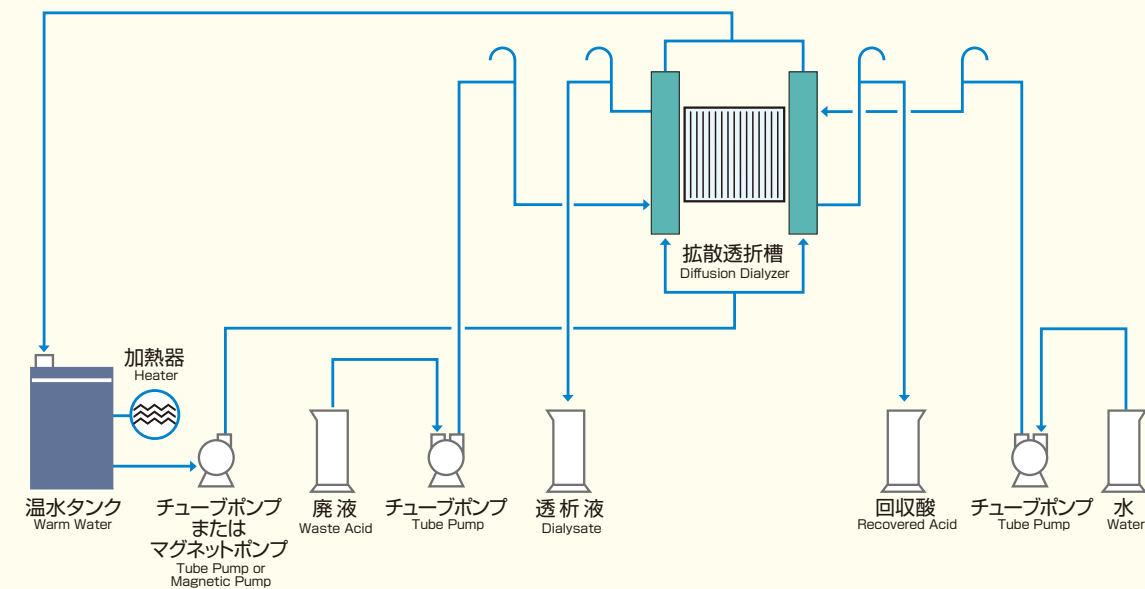 拡散透折槽
Diffusion Dialyzer
加熱器
Heater
温水タンク
Warm Water
チューブポンプ
または
マグネットポンプ
Tube Pump or
Magnetic Pump
廃液
Waste Acid
チューブポンプ
Tube Pump
透析液
Dialysate
回収酸
Recovered Acid
チューブポンプ
Tube Pump
水
Water